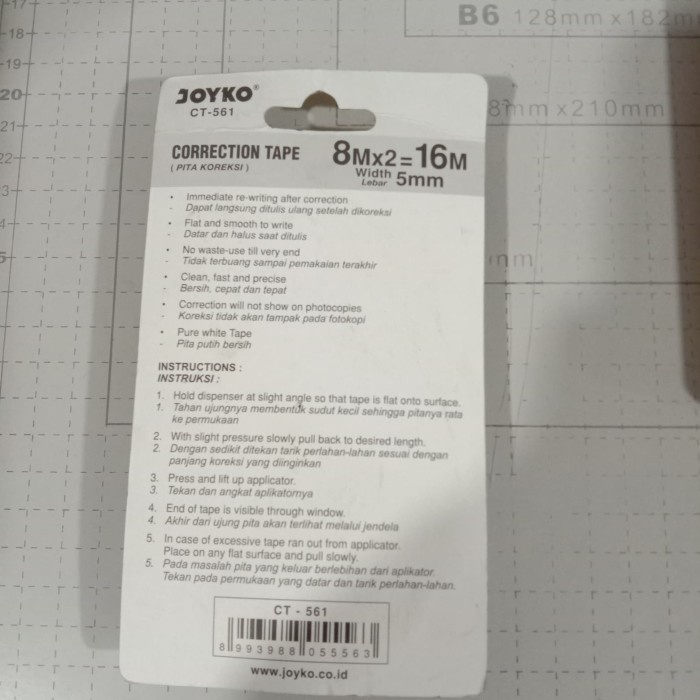 -17
B6 128mm x182m
-18
-19
20
JOYKO®
CT-561
8mm x210mm
21
22
CORRECTION TAPE
( PITA KOREKSI )
8Mx2=16M
Width
Lebar 5mm
3
• Immediate re-writing after correction
- Dapat langsung ditulis ulang setelah dikoreksi
• Flat and smooth to write
- Datar dan halus saat ditulis
4
• No waste-use till very end
- Tidak terbuang sampai pemakaian terakhir
5
mm
• Clean, fast and precise
- Bersih, cepat dan tepat
• Correction will not show on photocopies
- Koreksi tidak akan tampak pada fotokopi
• Pure white Tape
- Pita putih bersih
INSTRUCTIONS :
INSTRUKSI :
1. Hold dispenser at slight angle so that tape is flat onto surface.
1. Tahan ujungnya membentuk sudut kecil sehingga pitanya rata
ke permukaan
2. With slight pressure slowly pull back to desired length.
2. Dengan sedikit ditekan tarik perlahan-lahan sesuai dengan
panjang koreksi yang diinginkan
3. Press and lift up applicator.
3. Tekan dan angkat aplikatornya
4. End of tape is visible through window.
4. Akhir dari ujung pita akan terlihat melalui jendela
5. In case of excessive tape ran out from applicator.
Place on any flat surface and pull slowly.
5. Pada masalah pita yang keluar berlebihan dari aplikator.
Tekan pada permukaan yang datar dan tarik perlahan-lahan.
CT - 561
8 993988 055563
www.joyko.co.id